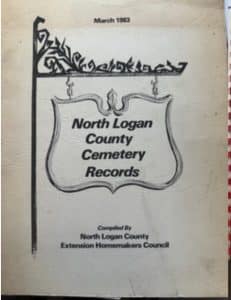 March 1983
North Logan
County
Cemetery
Records
Compiled By
North Logan County
Extension Homemakers Council